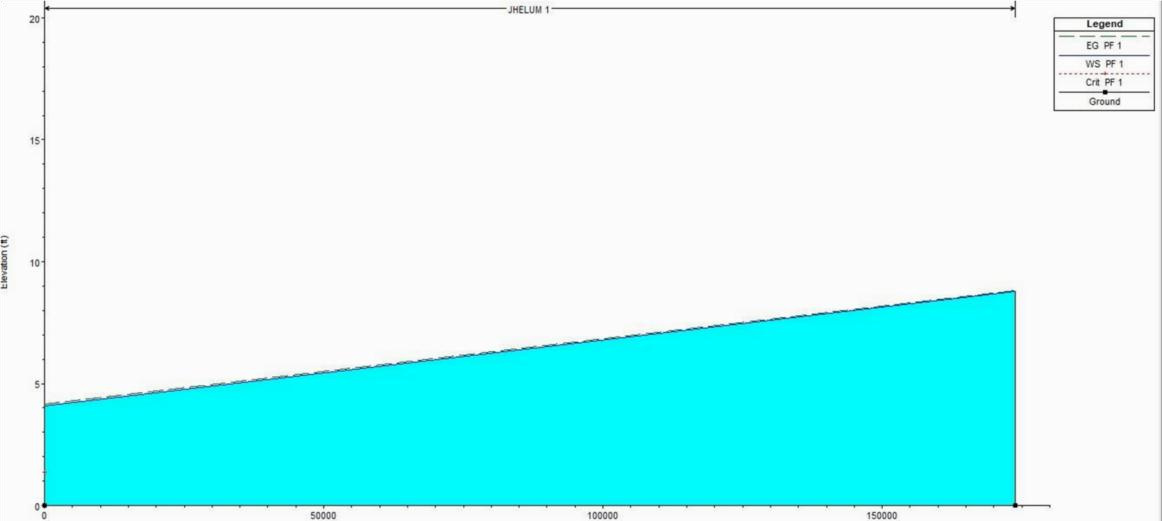 JHELUM 1
20
15
10
5
0
Elevation (ft)
0 50000 100000 150000
Legend
EG PF 1
WS PF 1
Crit PF 1
Ground